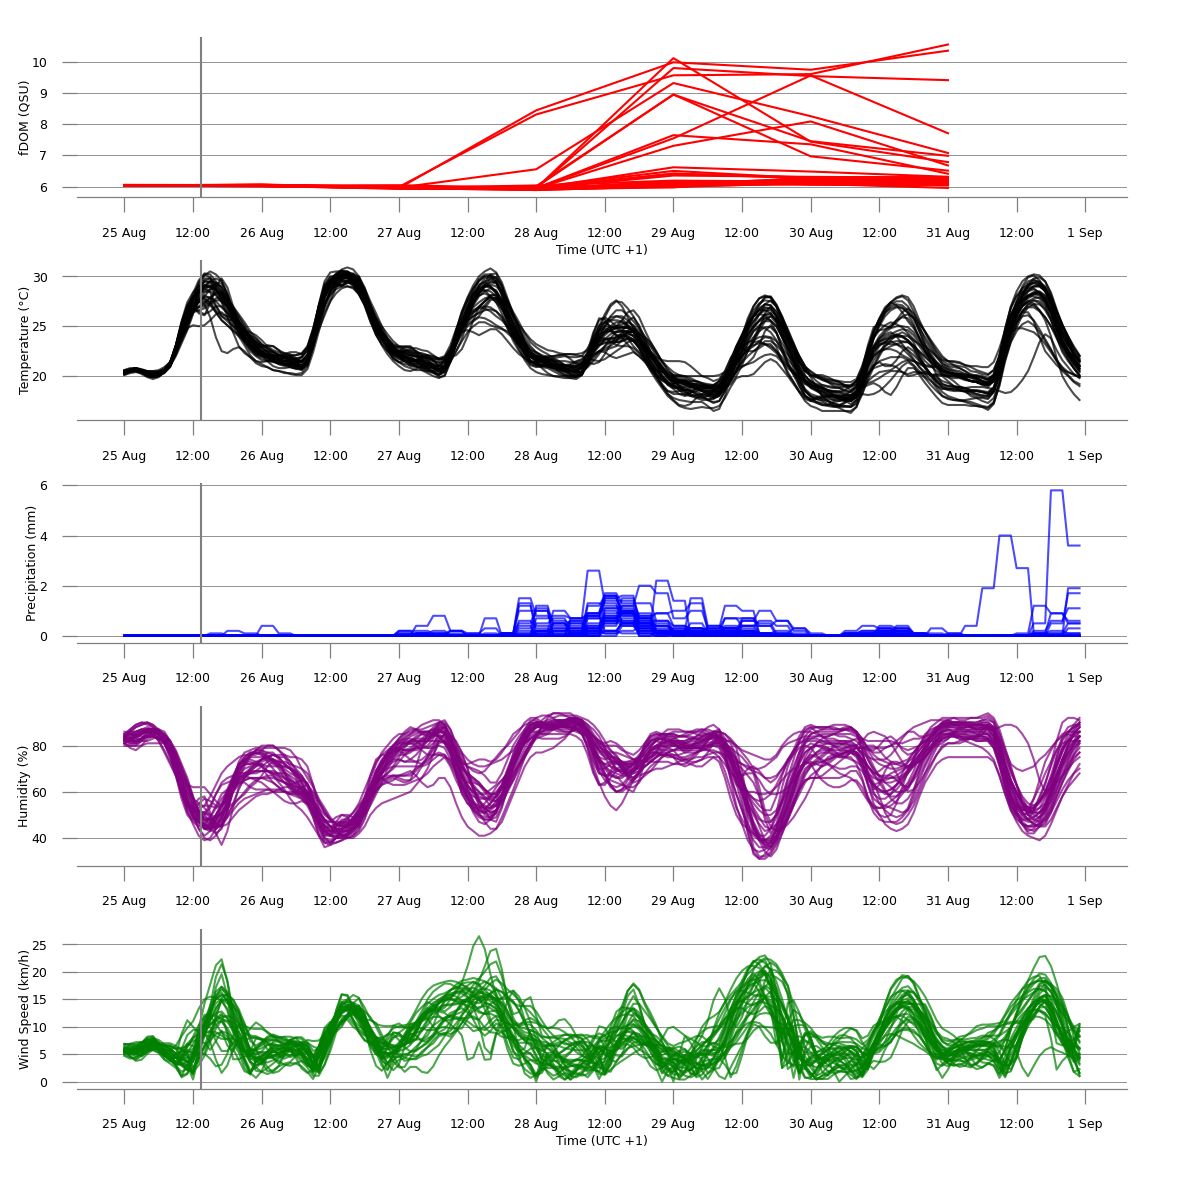 10
9
8
7
6
fDOM (QSU)
25 Aug 12:00 26 Aug 12:00 27 Aug 12:00 28 Aug 12:00 29 Aug 12:00 30 Aug 12:00 31 Aug 12:00 1 Sep
Time (UTC +1)
30
25
20
Temperature (°C)
25 Aug 12:00 26 Aug 12:00 27 Aug 12:00 28 Aug 12:00 29 Aug 12:00 30 Aug 12:00 31 Aug 12:00 1 Sep
6
4
2
0
Precipitation (mm)
25 Aug 12:00 26 Aug 12:00 27 Aug 12:00 28 Aug 12:00 29 Aug 12:00 30 Aug 12:00 31 Aug 12:00 1 Sep
80
60
40
Humidity (%)
25 Aug 12:00 26 Aug 12:00 27 Aug 12:00 28 Aug 12:00 29 Aug 12:00 30 Aug 12:00 31 Aug 12:00 1 Sep
25
20
15
10
5
0
Wind Speed (km/h)
25 Aug 12:00 26 Aug 12:00 27 Aug 12:00 28 Aug 12:00 29 Aug 12:00 30 Aug 12:00 31 Aug 12:00 1 Sep
Time (UTC +1)